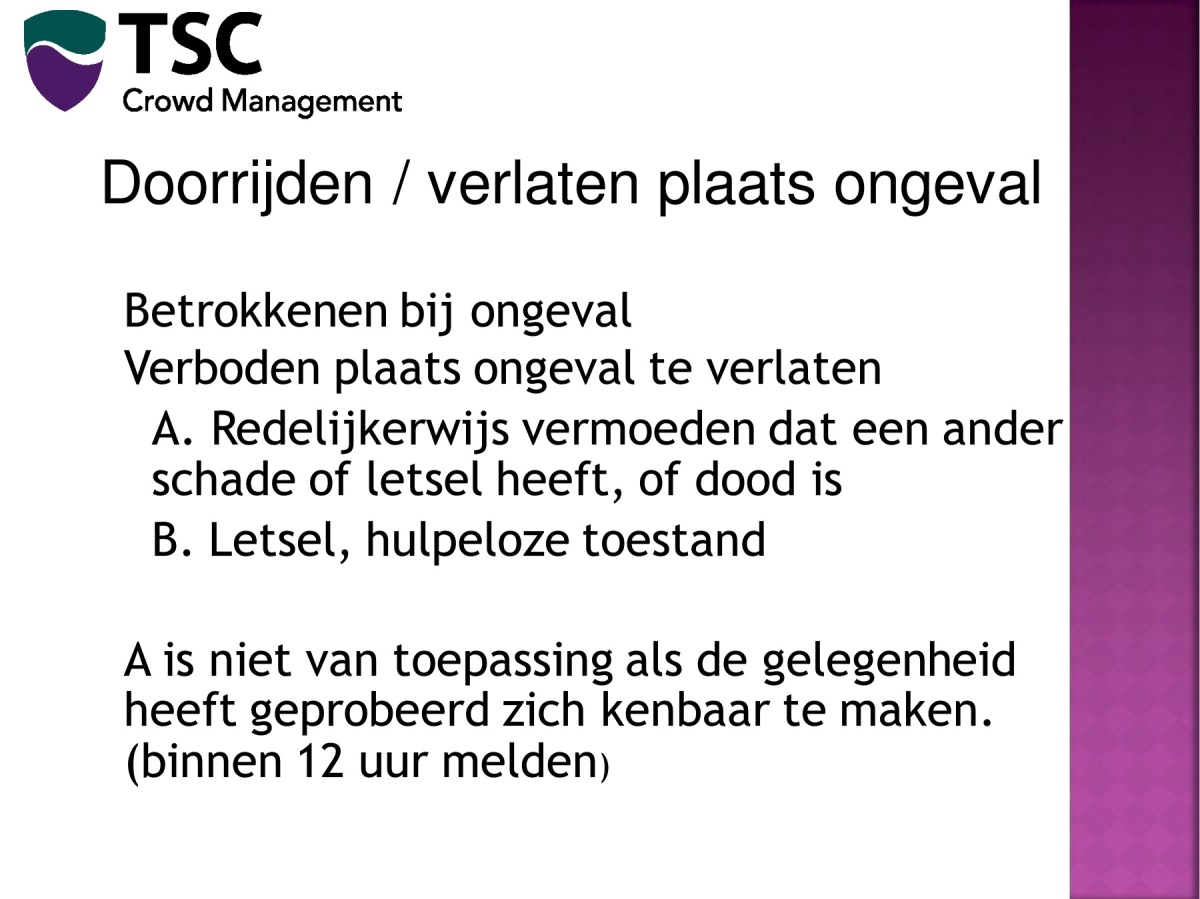 TSC
Crowd Management
Doorrijden / verlaten plaats ongeval
Betrokkenen bij ongeval
Verboden plaats ongeval te verlaten
A. Redelijkerwijs vermoeden dat een ander
schade of letsel heeft, of dood is
B. Letsel, hulpeloze toestand
A is niet van toepassing als de gelegenheid
heeft geprobeerd zich kenbaar te maken.
(binnen 12 uur melden)